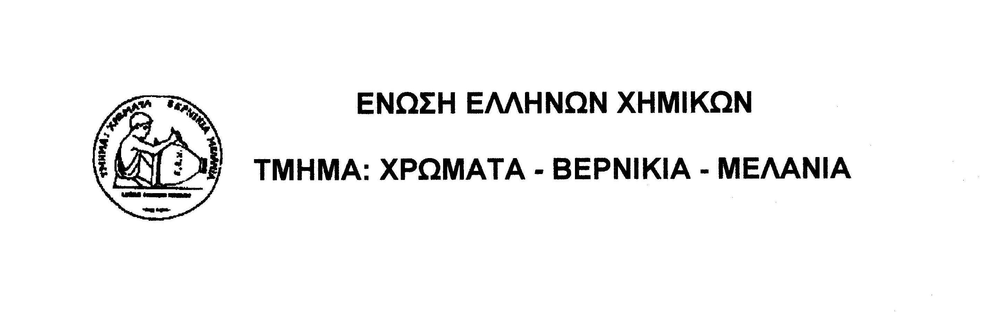 ΕΝΩΣΗ ΕΛΛΗΝΩΝ ΧΗΜΙΚΩΝ
ΤΜΗΜΑ: ΧΡΩΜΑΤΑ - ΒΕΡΝΙΚΙΑ - ΜΕΛΑΝΙΑ
ΤΜΗΜΑ: ΧΡΩΜΑΤΑ ΒΕΡΝΙΚΙΑ ΜΕΛΑΝΙΑ